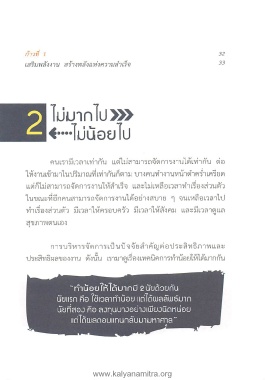 ก้าวที่ 1
32
เสริมพลังงาน สร้างพลังแห่งความสำเร็จ
33
2 ไม่มากไป
ไม่น้อยไป
คนเรามีเวลาเท่ากัน แต่ไม่สามารถจัดการงานได้เท่ากัน ต่อ
ให้งานเข้ามาในปริมาณที่เท่ากันก็ตาม บางคนทำงานหน้าดำคร่ำเครียด
แต่ก็ไม่สามารถจัดการงานให้สำเร็จ และไม่เหลือเวลาทำเรื่องส่วนตัว
ในขณะที่อีกคนสามารถจัดการงานได้อย่างสบาย ๆ จนเหลือเวลาไป
ทำเรื่องส่วนตัว มีเวลาให้ครอบครัว มีเวลาให้สังคม และมีเวลาดูแล
สุขภาพตนเอง
การบริหารจัดการเป็นปัจจัยสำคัญต่อประสิทธิภาพและ
ประสิทธิผลของงาน ดังนั้น เรามาดูเรื่องเทคนิคการทำน้อยให้ได้มากกัน
"ทำน้อยให้ได้มากมี 2 นัยด้วยกัน
นัยแรก คือ ใช้เวลาทำน้อย แต่ได้ผลลัพธ์มาก
นัยที่สอง คือ ลงทุนบางอย่างเพียงนิดหน่อย
แต่ได้ผลตอบแทนกลับมามหาศาล"
www.kalyanamitra.org